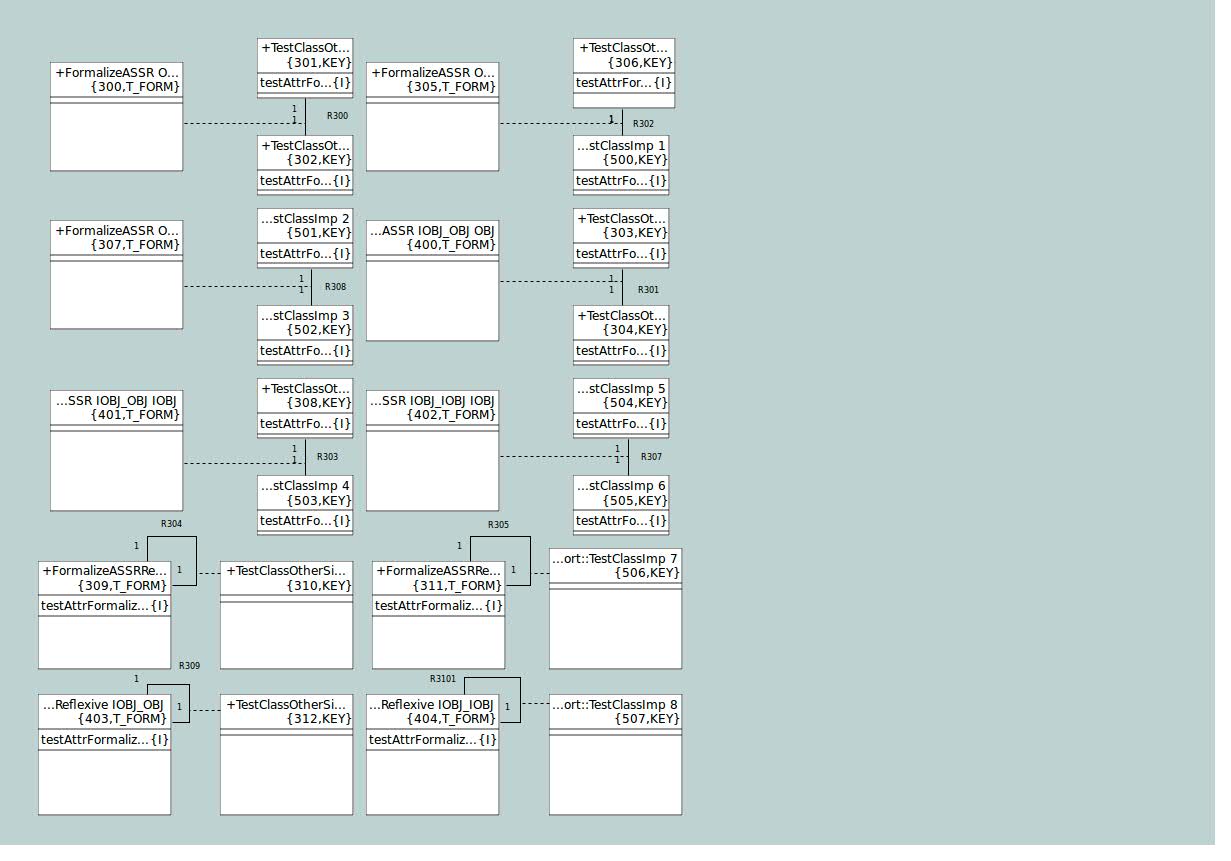 +FormalizeASSR O...
{300,T_FORM}
+TestClassOt...
{301,KEY}
testAttrFo...{I}
1
1
R300
+TestClassOt...
{302,KEY}
testAttrFo...{I}
+FormalizeASSR O...
{305,T_FORM}
+TestClassOt...
{306,KEY}
testAttrFor...{I}
1
R302
...stClassImp 1
{500,KEY}
testAttrFo...{I}
+FormalizeASSR O...
{307,T_FORM}
...stClassImp 2
{501,KEY}
testAttrFo...{I}
1
1
R308
...stClassImp 3
{502,KEY}
testAttrFo...{I}
...ASSR IOBJ_OBJ OBJ
{400,T_FORM}
+TestClassOt...
{303,KEY}
testAttrFo...{I}
1
1
R301
+TestClassOt...
{304,KEY}
testAttrFo...{I}
...SSR IOBJ_OBJ IOBJ
{401,T_FORM}
+TestClassOt...
{308,KEY}
testAttrFo...{I}
1
1
R303
...stClassImp 4
{503,KEY}
testAttrFo...{I}
...SSR IOBJ_IOBJ IOBJ
{402,T_FORM}
...stClassImp 5
{504,KEY}
testAttrFo...{I}
1
1
R307
...stClassImp 6
{505,KEY}
testAttrFo...{I}
R304
1
+FormalizeASSRRe...
{309,T_FORM}
testAttrFormaliz...{I}
1
+TestClassOtherSi...
{310,KEY}
R305
1
+FormalizeASSRRe...
{311,T_FORM}
testAttrFormaliz...{I}
1
...ort::TestClassImp 7
{506,KEY}
R309
1
...Reflexive IOBJ_OBJ
{403,T_FORM}
testAttrFormaliz...{I}
1
+TestClassOtherSi...
{312,KEY}
R3101
...Reflexive IOBJ_IOBJ
{404,T_FORM}
testAttrFormaliz...{I}
1
...ort::TestClassImp 8
{507,KEY}